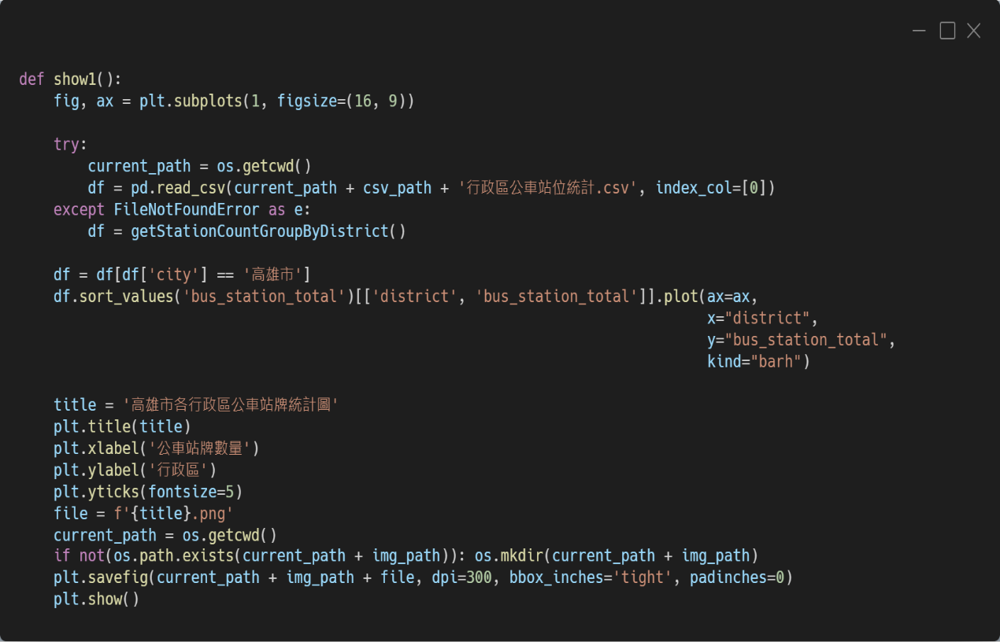 def show1():
    fig, ax = plt.subplots(1, figsize=(16, 9))

    try:
        current_path = os.getcwd()
        df = pd.read_csv(current_path + csv_path + '行政區公車站位統計.csv', index_col=[0])
    except FileNotFoundError as e:
        df = getStationCountGroupByDistrict()

    df = df[df['city'] == '高雄市']
    df.sort_values('bus_station_total')[['district', 'bus_station_total']].plot(ax=ax,
                                                                            x="district",
                                                                            y="bus_station_total",
                                                                            kind="barh")

    title = '高雄市各行政區公車站牌統計圖'
    plt.title(title)
    plt.xlabel('公車站牌數量')
    plt.ylabel('行政區')
    plt.yticks(fontsize=5)
    file = f'{title}.png'
    current_path = os.getcwd()
    if not(os.path.exists(current_path + img_path)): os.mkdir(current_path + img_path)
    plt.savefig(current_path + img_path + file, dpi=300, bbox_inches='tight', padinches=0)
    plt.show()